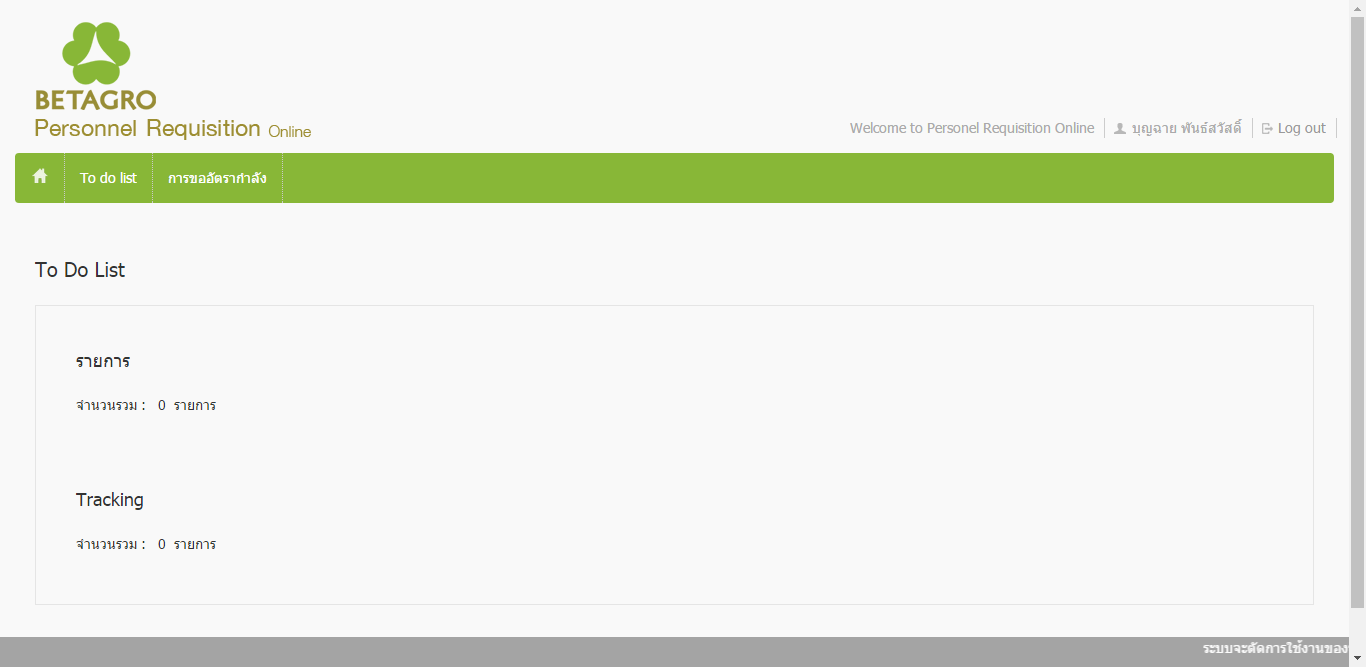 BETAGRO
Personnel Requisition Online
Welcome to Personel Requisition Online บุญฉาย พันธ์สวัสดิ์ Log out
To do list การขออัตรากำลัง
To Do List
รายการ
จำนวนรวม : 0 รายการ
Tracking
จำนวนรวม : 0 รายการ
ระบบจะตัดการใช้งานของ